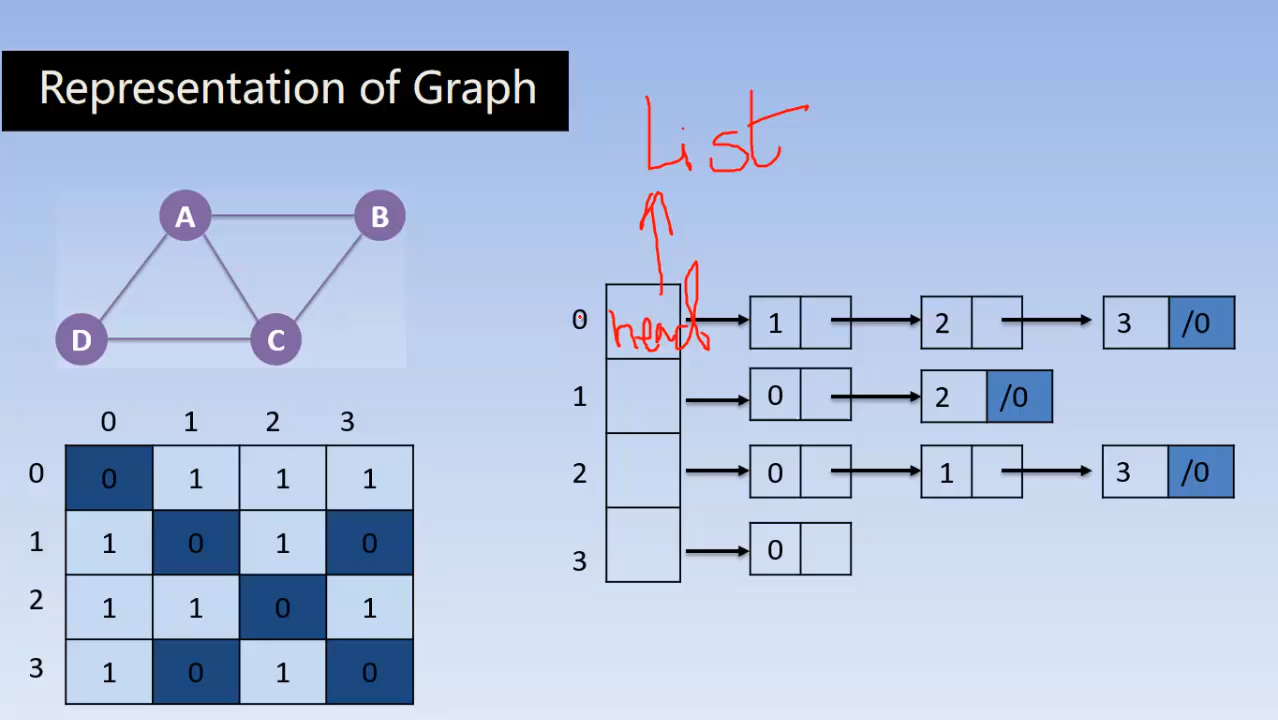 Representation of Graph
List
A B
D C
head
0 1 2 3 /0
1 0 2 /0
2 0 1 3 /0
3 0
0 1 2 3
0 0 1 1 1
1 1 0 1 0
2 1 1 0 1
3 1 0 1 0